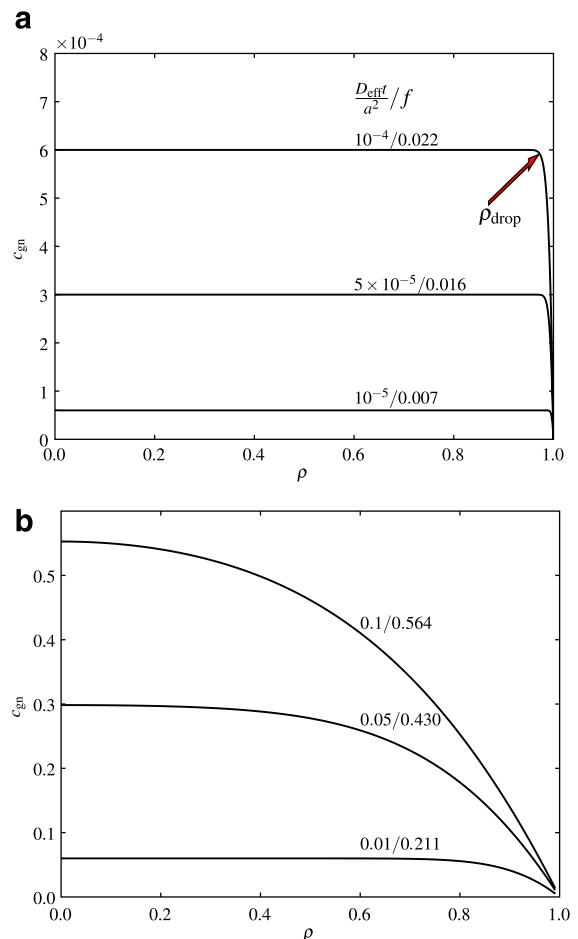 a
×10⁻⁴
8
7
6
5
4
3
2
1
0
c_gn
D_eff t / a² / f
10⁻⁴/0.022
ρ_drop
5 × 10⁻⁵/0.016
10⁻⁵/0.007
0.0 0.2 0.4 0.6 0.8 1.0
ρ
b
0.5
0.4
0.3
0.2
0.1
0.0
c_gn
0.1/0.564
0.05/0.430
0.01/0.211
0.0 0.2 0.4 0.6 0.8 1.0
ρ